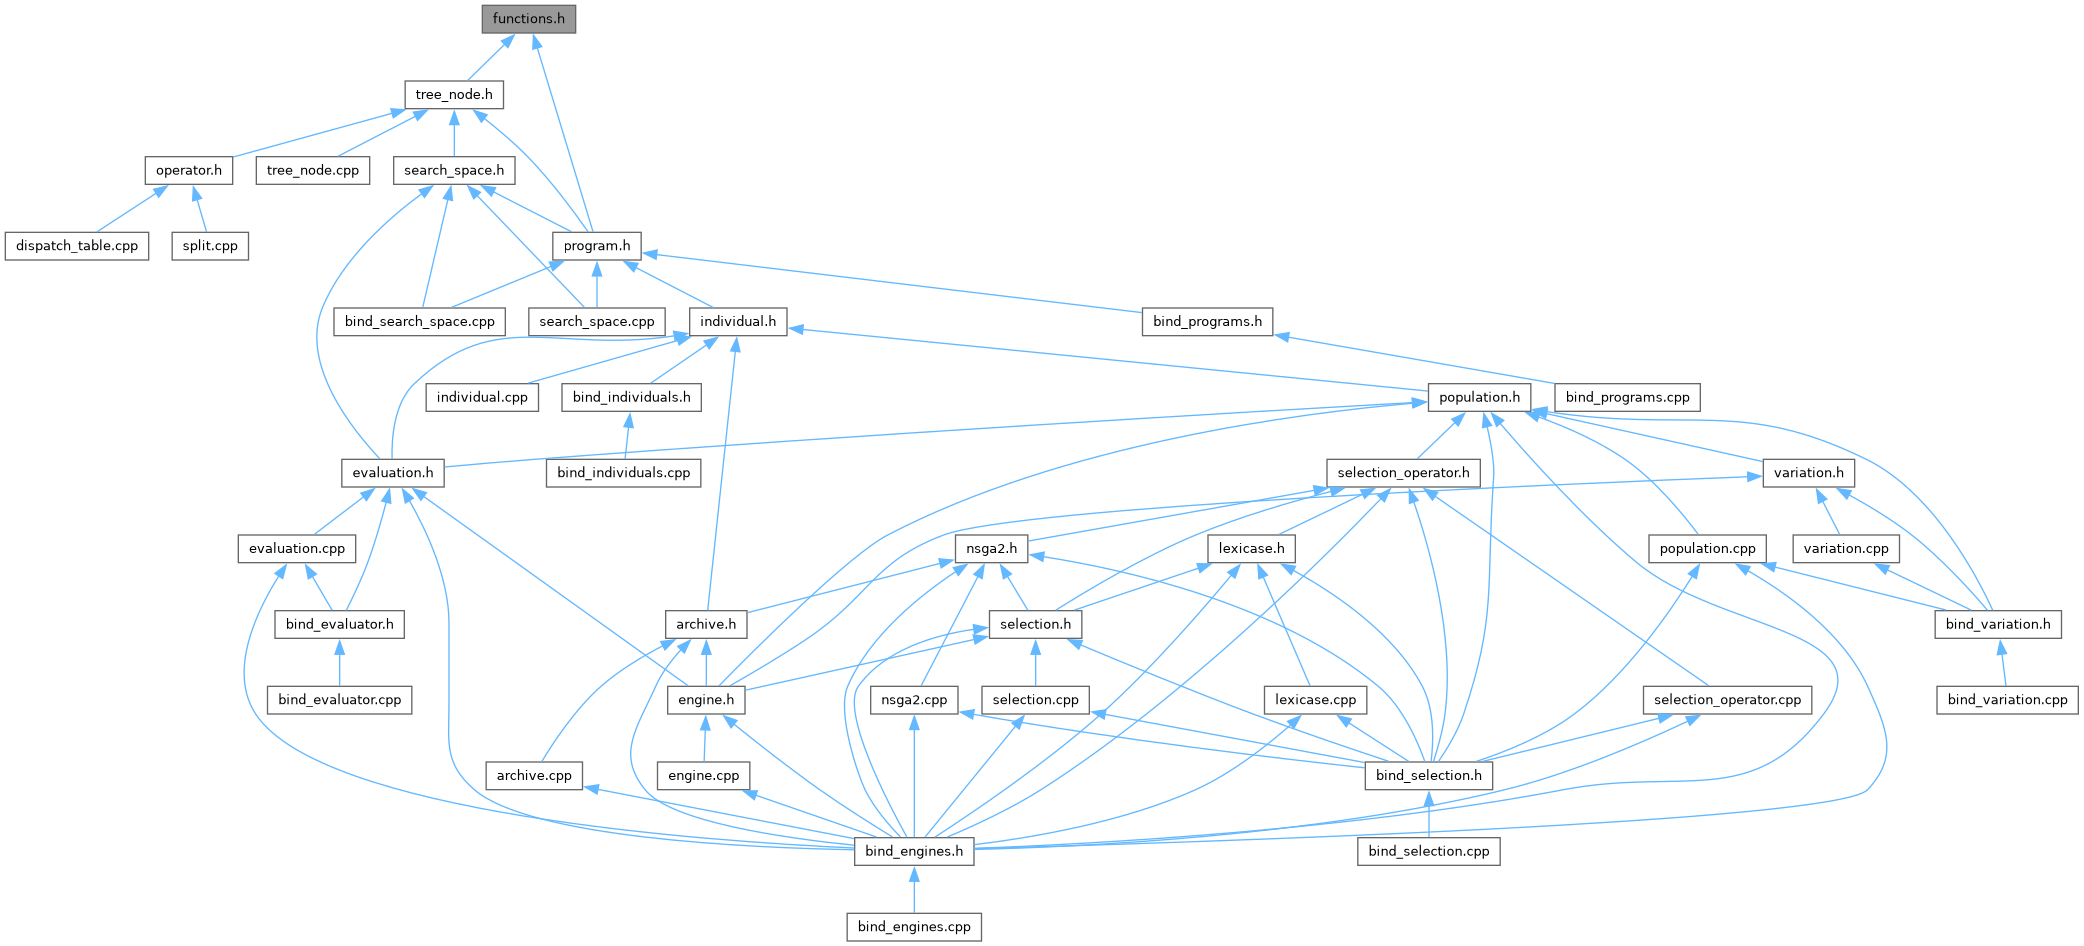 functions.h
tree_node.h
operator.h
tree_node.cpp
search_space.h
dispatch_table.cpp
split.cpp
program.h
bind_search_space.cpp
search_space.cpp
individual.h
bind_programs.h
individual.cpp
bind_individuals.h
population.h
bind_programs.cpp
evaluation.h
bind_individuals.cpp
selection_operator.h
variation.h
evaluation.cpp
nsga2.h
lexicase.h
population.cpp
variation.cpp
bind_evaluator.h
archive.h
selection.h
bind_variation.h
bind_evaluator.cpp
engine.h
nsga2.cpp
selection.cpp
lexicase.cpp
selection_operator.cpp
bind_variation.cpp
archive.cpp
engine.cpp
bind_selection.h
bind_engines.h
bind_selection.cpp
bind_engines.cpp